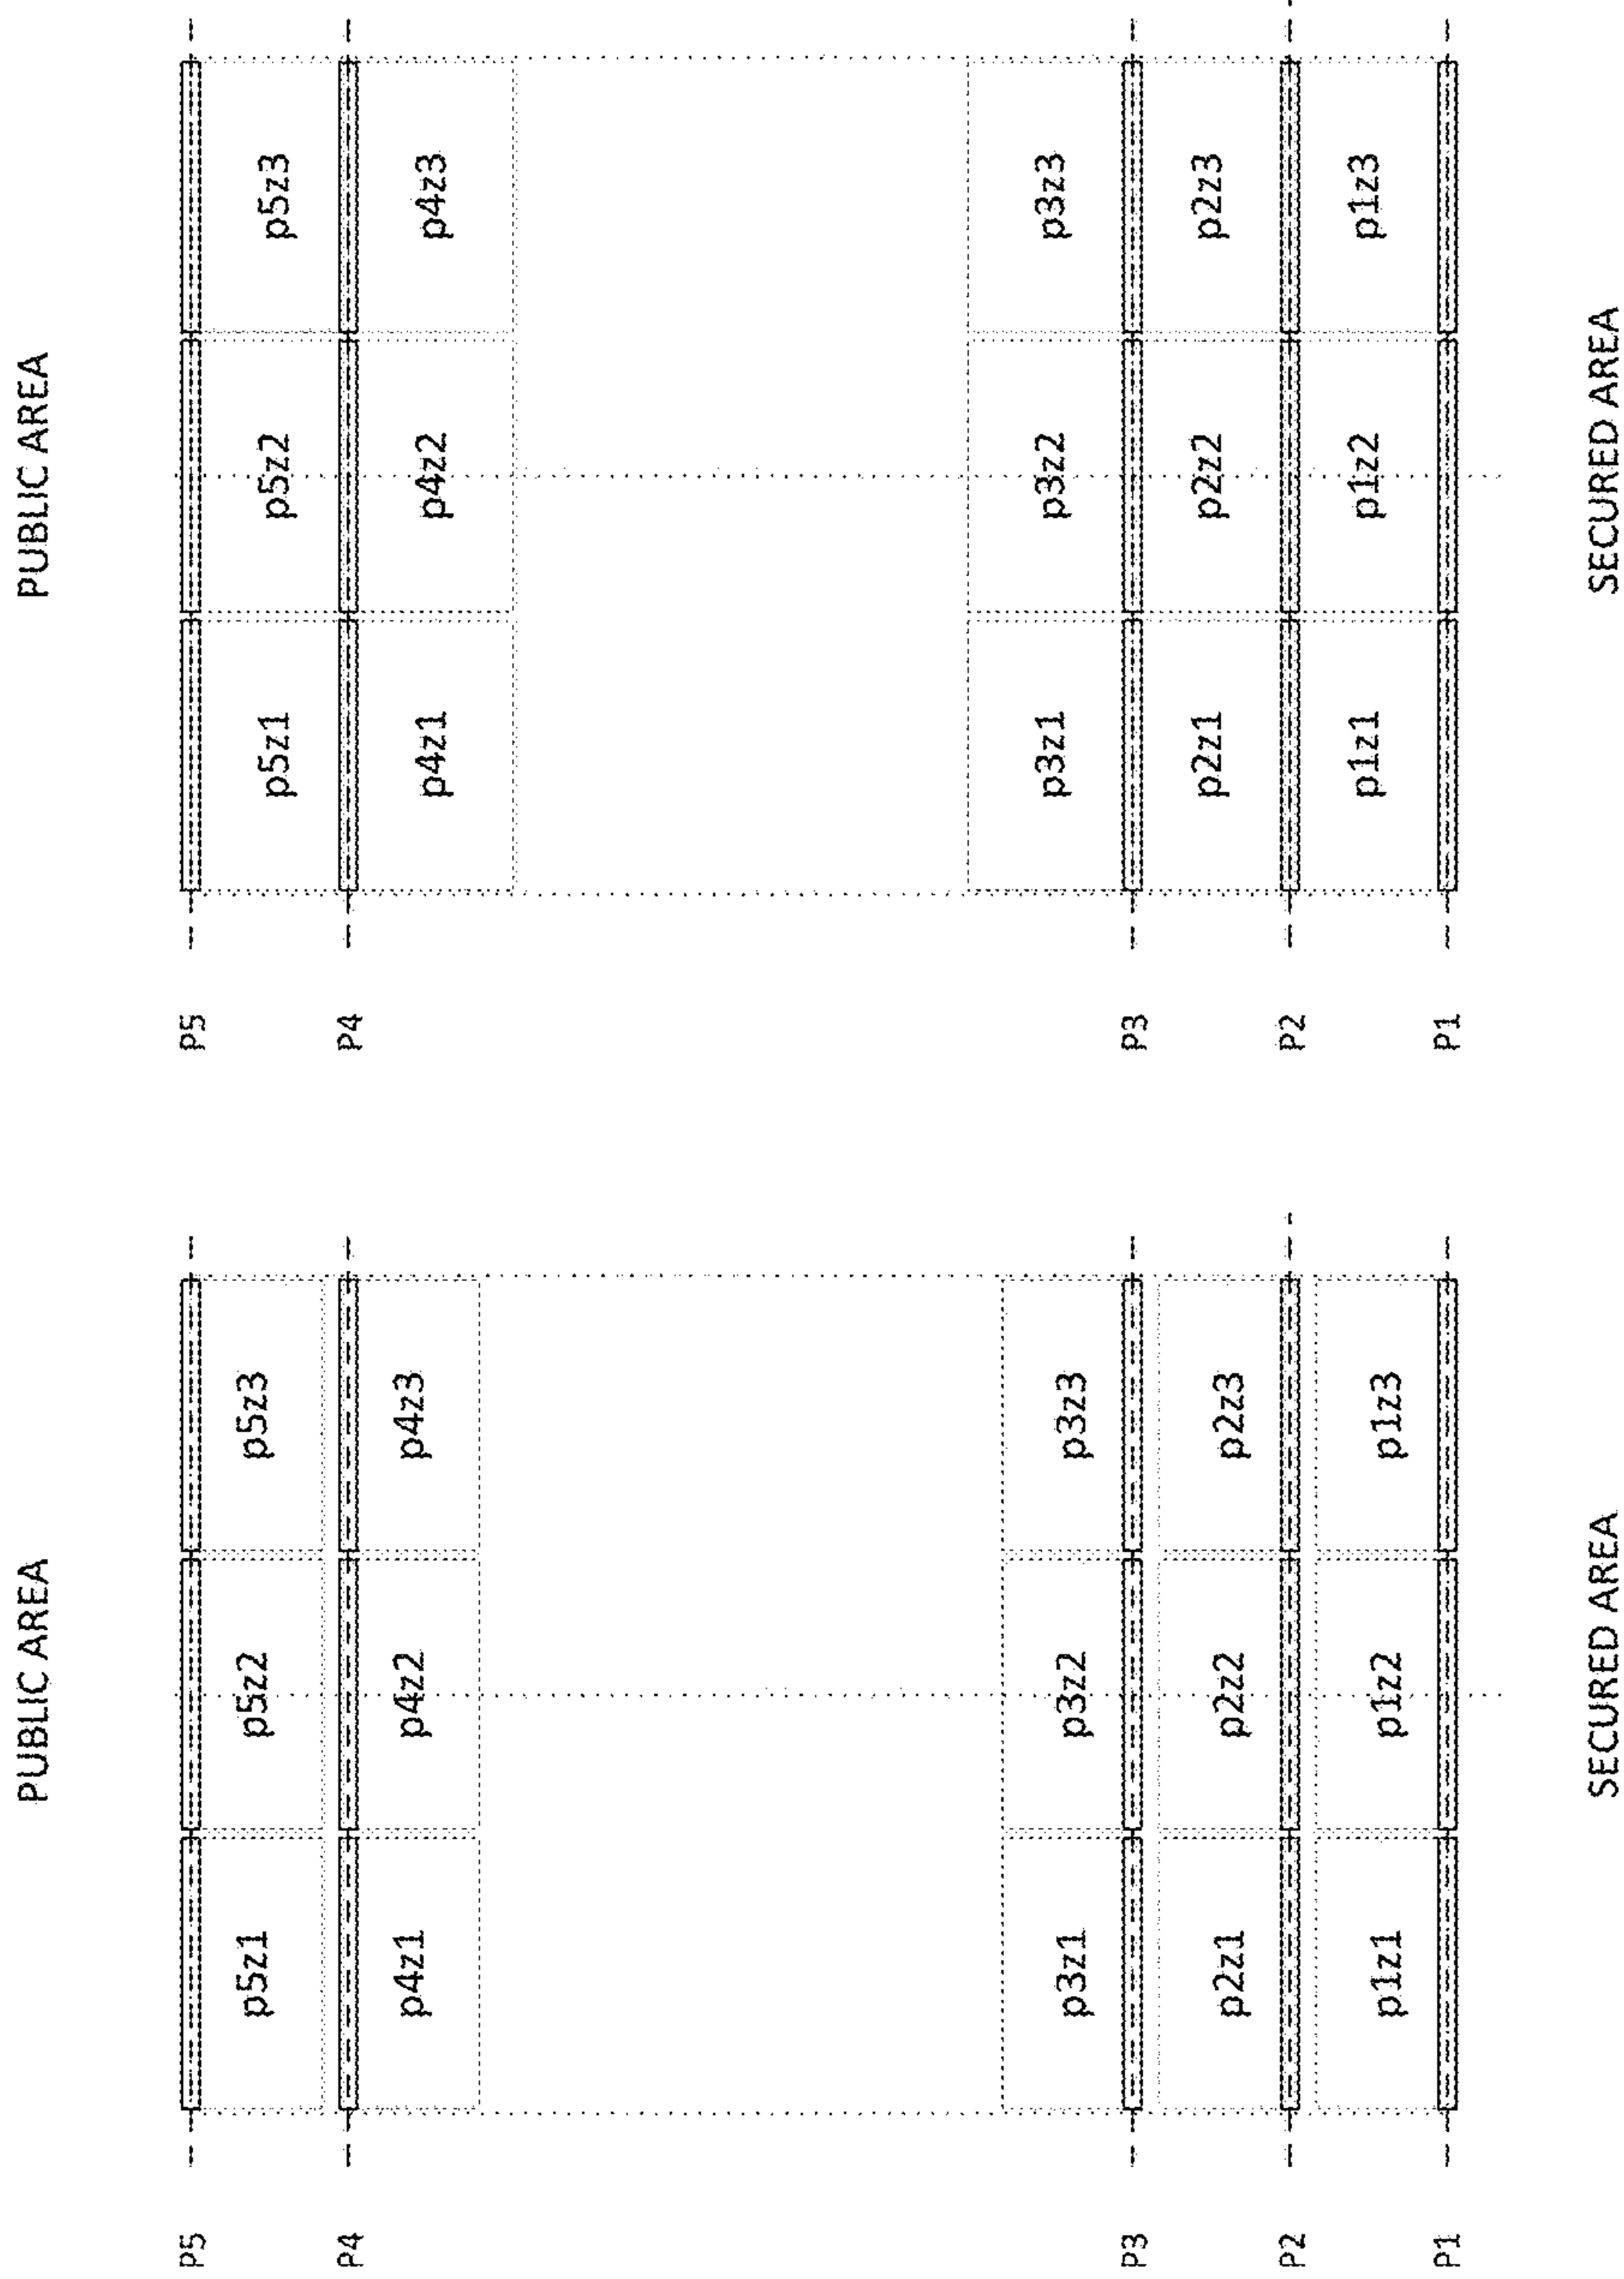 PUBLIC AREA
P5 p5z1 p5z2 p5z3
P4 p4z1 p4z2 p4z3
P3 p3z1 p3z2 p3z3
P2 p2z1 p2z2 p2z3
P1 p1z1 p1z2 p1z3
SECURED AREA
PUBLIC AREA
P5 p5z1 p5z2 p5z3
P4 p4z1 p4z2 p4z3
P3 p3z1 p3z2 p3z3
P2 p2z1 p2z2 p2z3
P1 p1z1 p1z2 p1z3
SECURED AREA